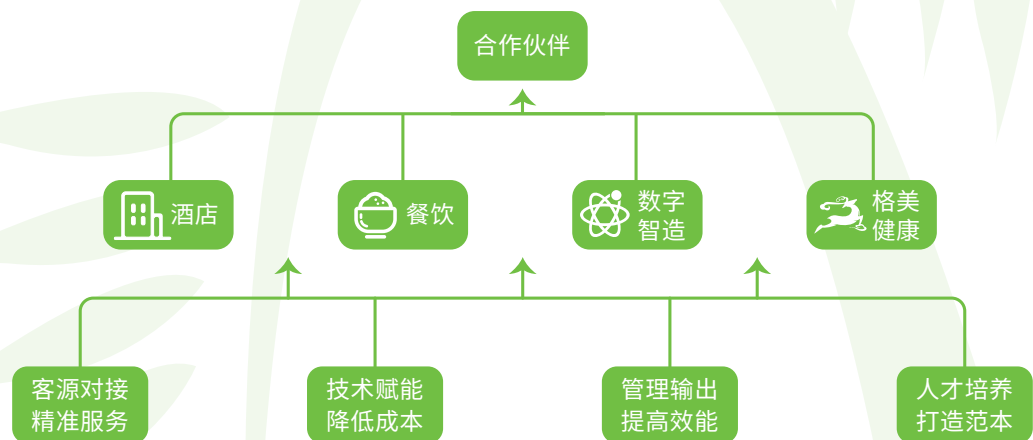 合作伙伴
酒店
餐饮
数字
智造
格美
健康
客源对接
精准服务
技术赋能
降低成本
管理输出
提高效能
人才培养
打造范本